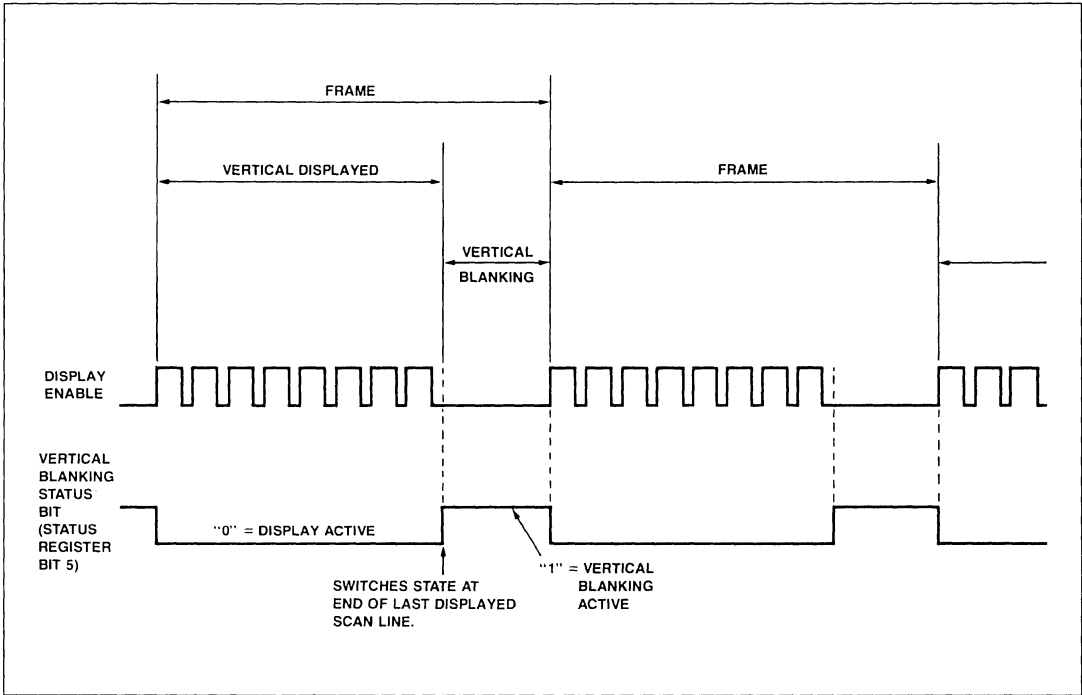 FRAME
VERTICAL DISPLAYED
FRAME
VERTICAL
BLANKING
DISPLAY
ENABLE
VERTICAL
BLANKING
STATUS
BIT
(STATUS
REGISTER
BIT 5)
"0" = DISPLAY ACTIVE
SWITCHES STATE AT
END OF LAST DISPLAYED
SCAN LINE.
"1" = VERTICAL
BLANKING
ACTIVE